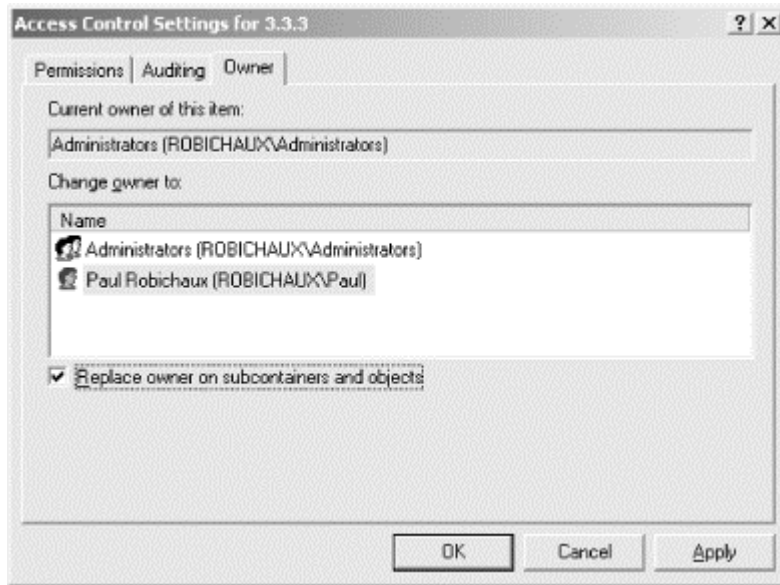 Access Control Settings for 3.3.3
Permissions Auditing Owner
Current owner of this item:
Administrators (ROBICHAUX\Administrators)
Change owner to:
Name
Administrators (ROBICHAUX\Administrators)
Paul Robichaux (ROBICHAUX\Paul)
Replace owner on subcontainers and objects
OK Cancel Apply